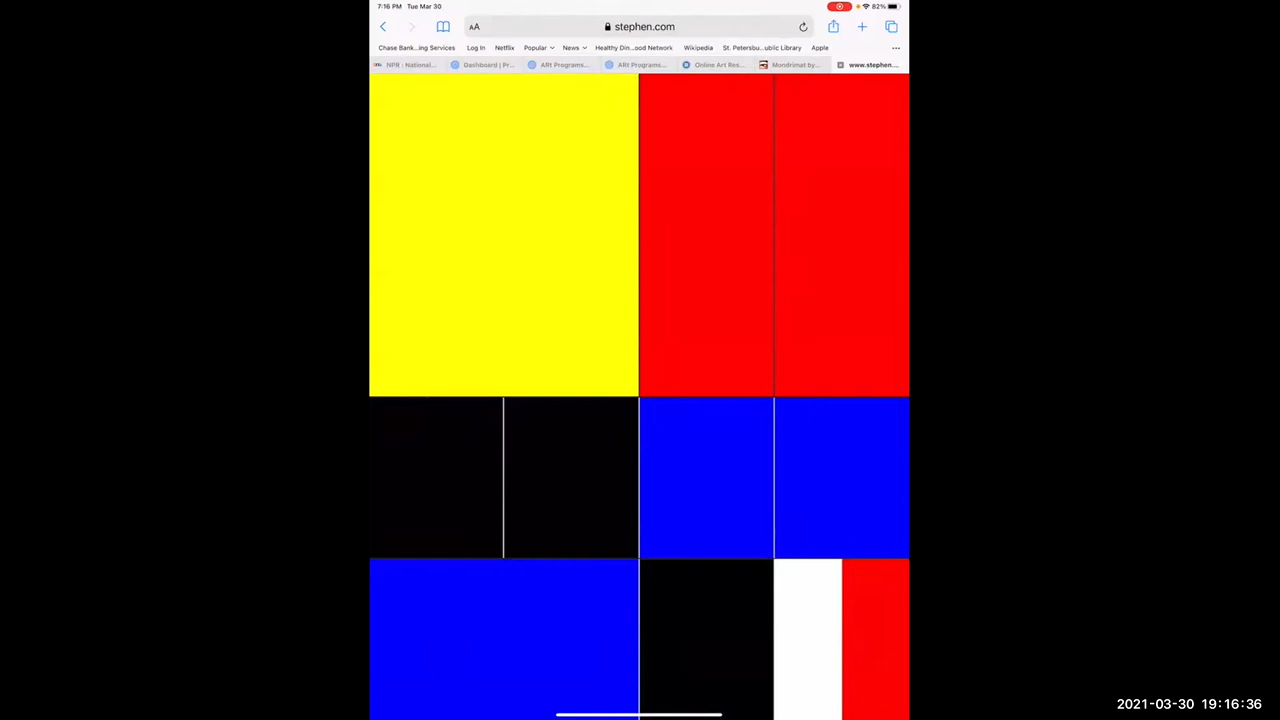 7:16 PM Tue Mar 30 82%
AA stephen.com
Chase Bank...ing Services Log In Netflix Popular News Healthy Din...ood Network Wikipedia St. Petersbu...ublic Library Apple
NPR : National... Dashboard | Pr... ARt Programs... ARt Programs... Online Art Res... Mondrimat by... www.stephen....
2021-03-30 19:16:36